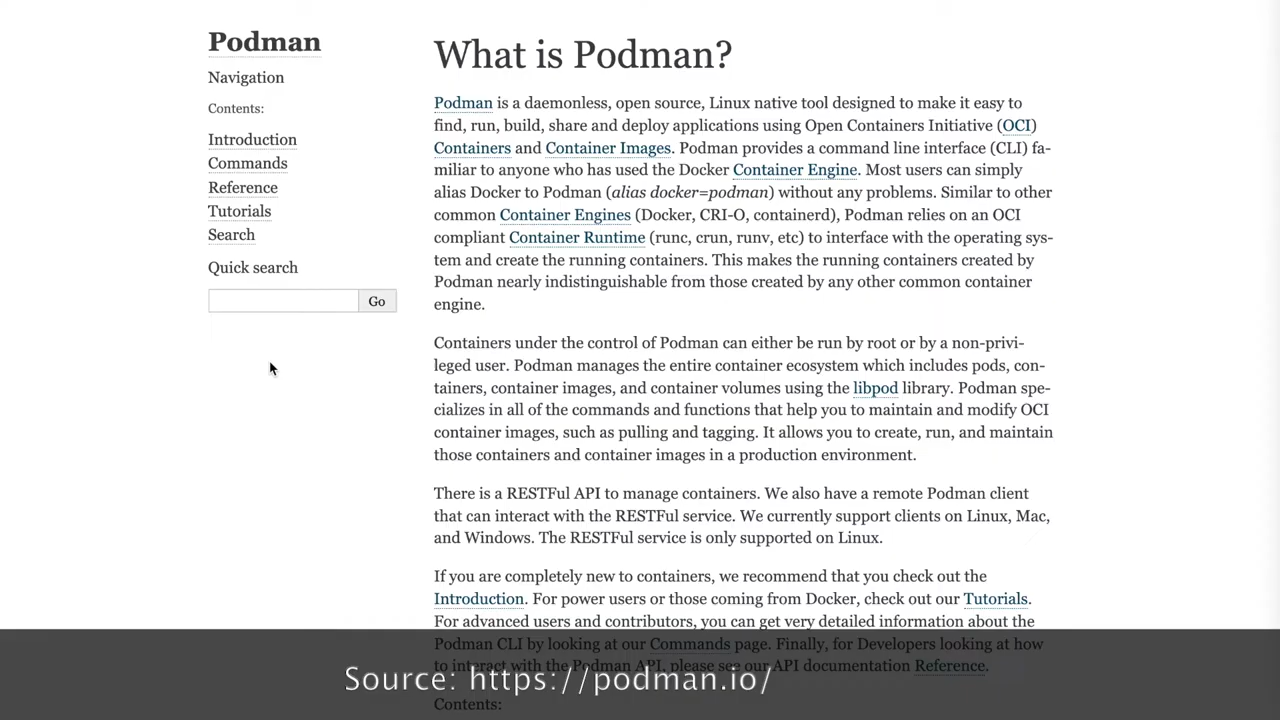 Podman
Navigation
Contents:
Introduction
Commands
Reference
Tutorials
Search
Quick search
Go
What is Podman?
Podman is a daemonless, open source, Linux native tool designed to make it easy to
find, run, build, share and deploy applications using Open Containers Initiative (OCI)
Containers and Container Images. Podman provides a command line interface (CLI) fa-
miliar to anyone who has used the Docker Container Engine. Most users can simply
alias Docker to Podman (alias docker=podman) without any problems. Similar to other
common Container Engines (Docker, CRI-O, containerd), Podman relies on an OCI
compliant Container Runtime (runc, crun, runv, etc) to interface with the operating sys-
tem and create the running containers. This makes the running containers created by
Podman nearly indistinguishable from those created by any other common container
engine.
Containers under the control of Podman can either be run by root or by a non-privi-
leged user. Podman manages the entire container ecosystem which includes pods, con-
tainers, container images, and container volumes using the libpod library. Podman spe-
cializes in all of the commands and functions that help you to maintain and modify OCI
container images, such as pulling and tagging. It allows you to create, run, and maintain
those containers and container images in a production environment.
There is a RESTFul API to manage containers. We also have a remote Podman client
that can interact with the RESTFul service. We currently support clients on Linux, Mac,
and Windows. The RESTFul service is only supported on Linux.
If you are completely new to containers, we recommend that you check out the
Introduction. For power users or those coming from Docker, check out our Tutorials.
For advanced users and contributors, you can get very detailed information about the
Podman CLI by looking at our Commands page. Finally, for Developers looking at how
to interact with the Podman API, please see our API documentation Reference.
Source: https://podman.io/
Contents: